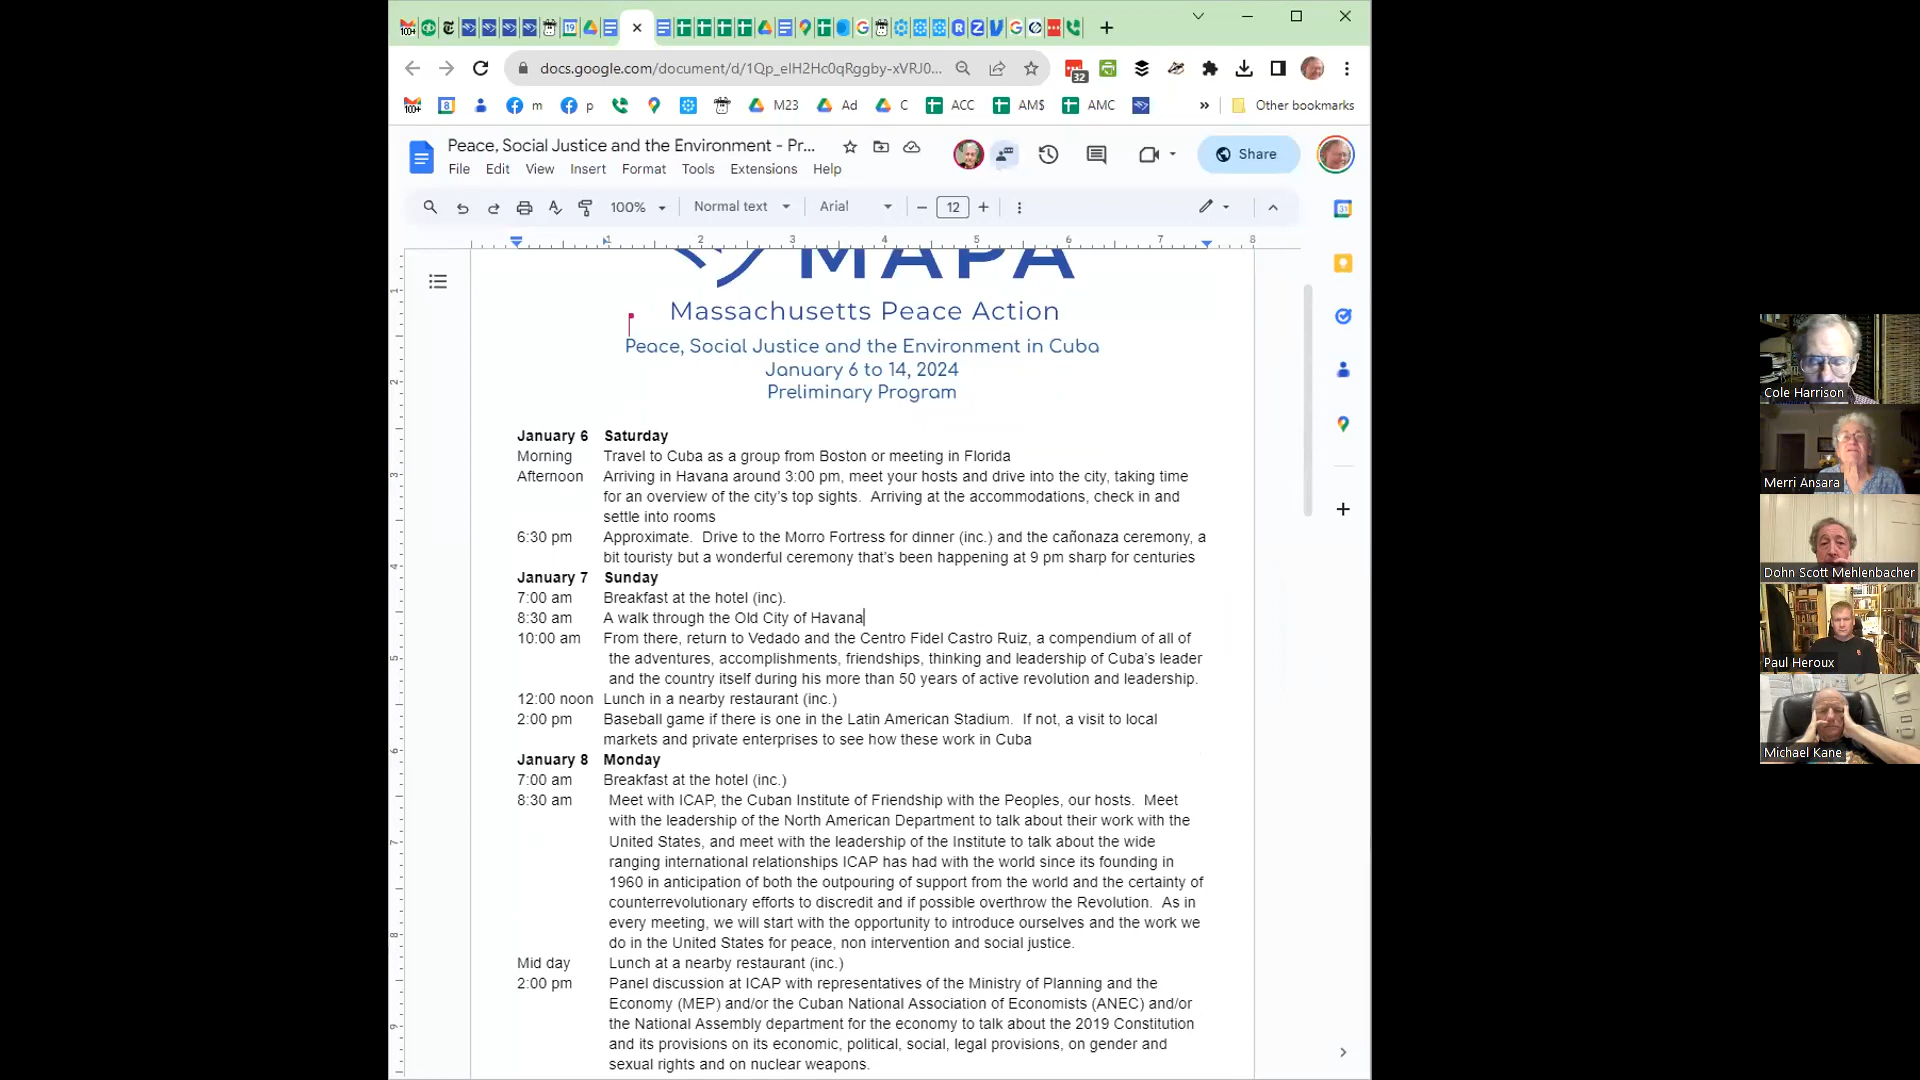 100+
docs.google.com/document/d/1Qp_elH2Hc0qRggby-xVRJ0...
32
100+
m
p
M23
Ad
C
ACC
AM$
AMC
»
Other bookmarks
Peace, Social Justice and the Environment - Pr...
Share
File Edit View Insert Format Tools Extensions Help
100% Normal text Arial − 12 +
1 2 3 4 5 6 7 8
MAPA
Massachusetts Peace Action
Peace, Social Justice and the Environment in Cuba
January 6 to 14, 2024
Preliminary Program
January 6 Saturday
Morning Travel to Cuba as a group from Boston or meeting in Florida
Afternoon Arriving in Havana around 3:00 pm, meet your hosts and drive into the city, taking time
for an overview of the city's top sights. Arriving at the accommodations, check in and
settle into rooms
6:30 pm Approximate. Drive to the Morro Fortress for dinner (inc.) and the cañonaza ceremony, a
bit touristy but a wonderful ceremony that's been happening at 9 pm sharp for centuries
January 7 Sunday
7:00 am Breakfast at the hotel (inc).
8:30 am A walk through the Old City of Havana
10:00 am From there, return to Vedado and the Centro Fidel Castro Ruiz, a compendium of all of
the adventures, accomplishments, friendships, thinking and leadership of Cuba's leader
and the country itself during his more than 50 years of active revolution and leadership.
12:00 noon Lunch in a nearby restaurant (inc.)
2:00 pm Baseball game if there is one in the Latin American Stadium. If not, a visit to local
markets and private enterprises to see how these work in Cuba
January 8 Monday
7:00 am Breakfast at the hotel (inc.)
8:30 am Meet with ICAP, the Cuban Institute of Friendship with the Peoples, our hosts. Meet
with the leadership of the North American Department to talk about their work with the
United States, and meet with the leadership of the Institute to talk about the wide
ranging international relationships ICAP has had with the world since its founding in
1960 in anticipation of both the outpouring of support from the world and the certainty of
counterrevolutionary efforts to discredit and if possible overthrow the Revolution. As in
every meeting, we will start with the opportunity to introduce ourselves and the work we
do in the United States for peace, non intervention and social justice.
Mid day Lunch at a nearby restaurant (inc.)
2:00 pm Panel discussion at ICAP with representatives of the Ministry of Planning and the
Economy (MEP) and/or the Cuban National Association of Economists (ANEC) and/or
the National Assembly department for the economy to talk about the 2019 Constitution
and its provisions on its economic, political, social, legal provisions, on gender and
sexual rights and on nuclear weapons.
Cole Harrison
Merri Ansara
Dohn Scott Mehlenbacher
Paul Heroux
Michael Kane